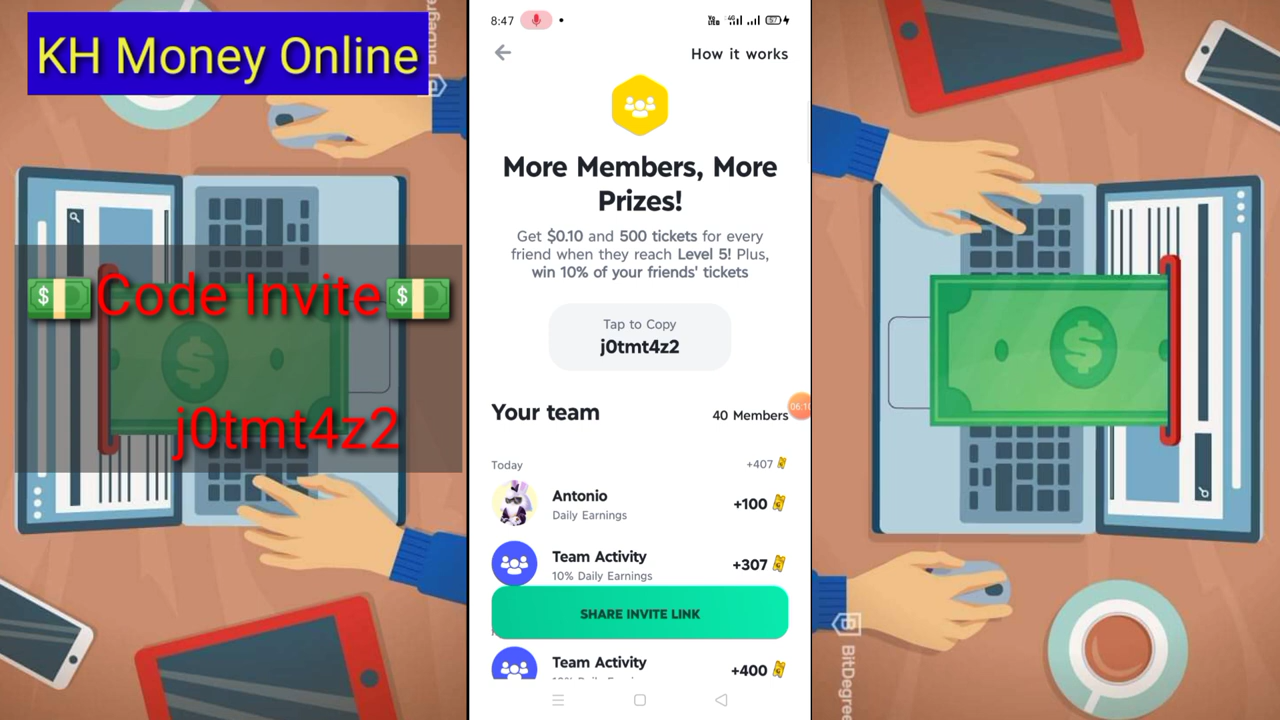 KH Money Online
BitDegree
Code Invite
j0tmt4z2
8:47
How it works
More Members, More
Prizes!
Get $0.10 and 500 tickets for every
friend when they reach Level 5! Plus,
win 10% of your friends' tickets
Tap to Copy
j0tmt4z2
Your team
40 Members
Today
+407
Antonio
+100
Daily Earnings
Team Activity
+307
10% Daily Earnings
SHARE INVITE LINK
Team Activity
+400
BitDegree